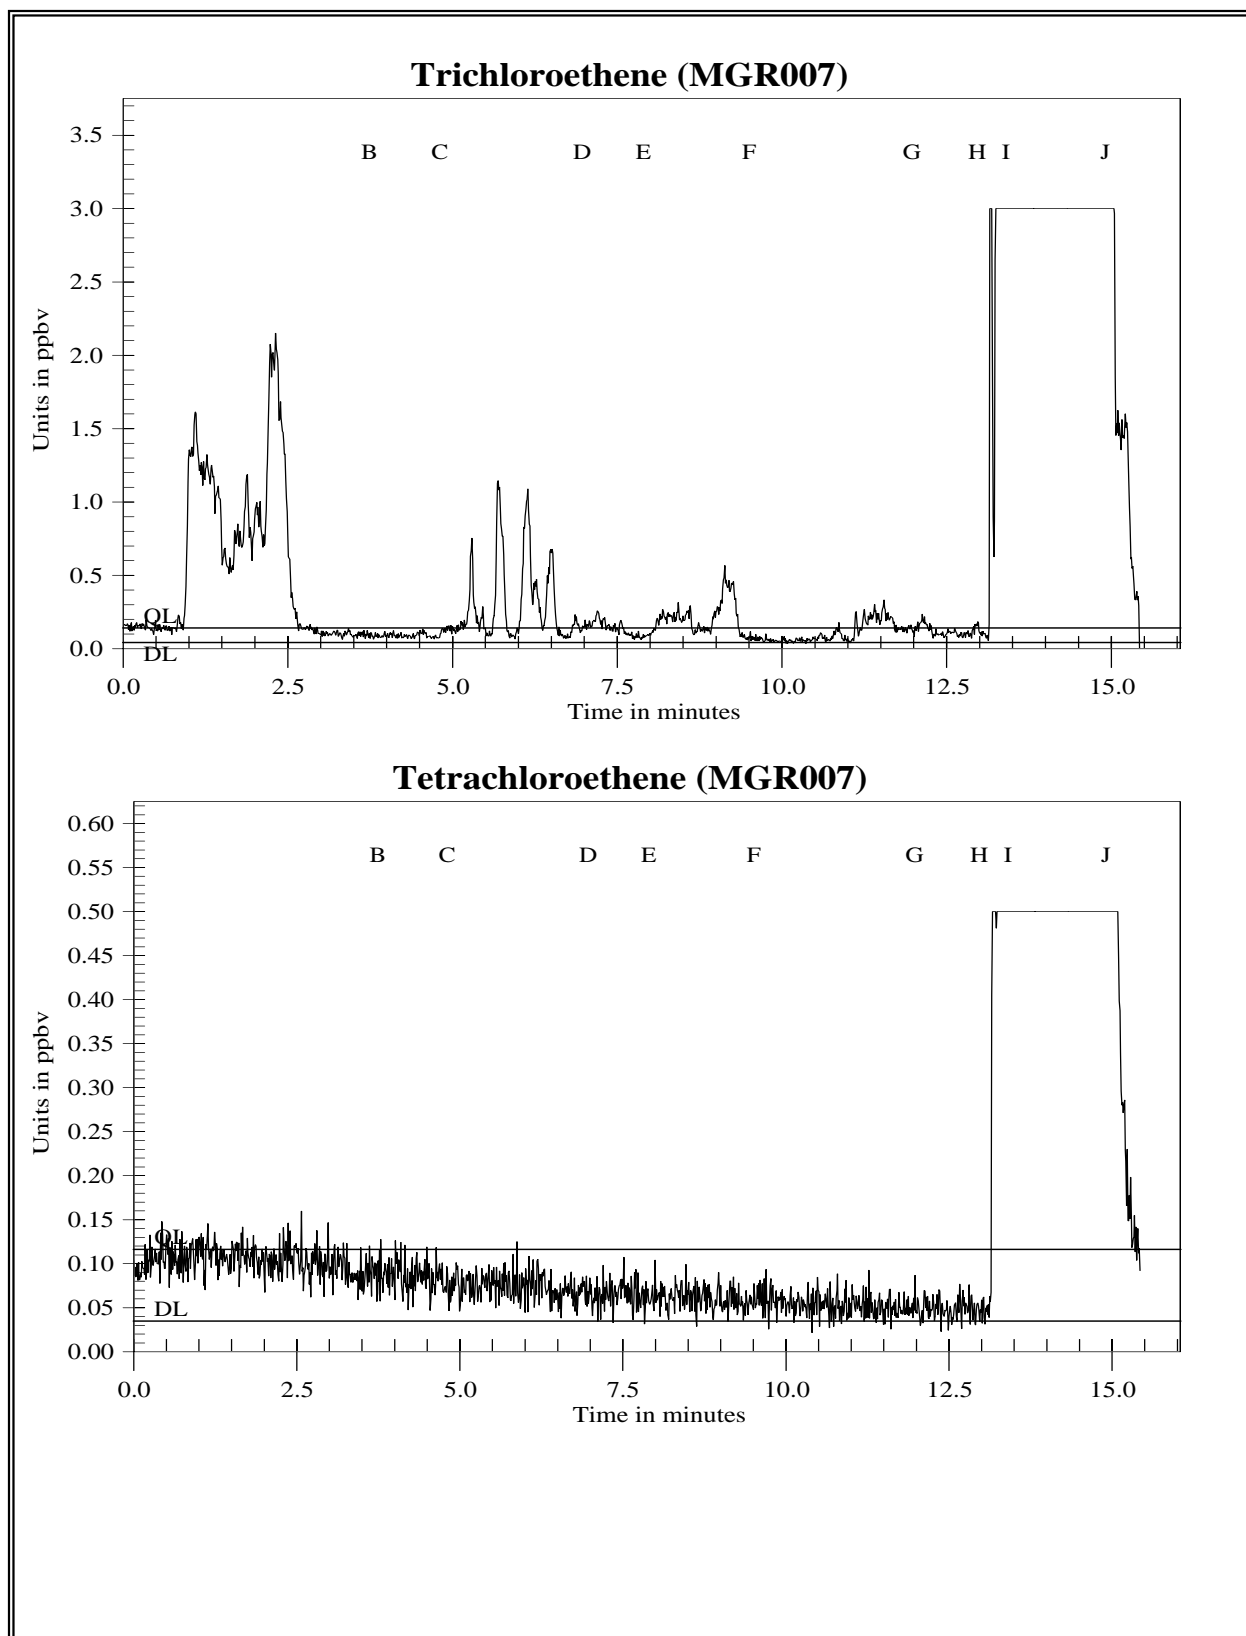 Trichloroethene (MGR007)
3.5
B C D E F G H I J
3.0
2.5
Units in ppbv
2.0
1.5
1.0
0.5
QL
0.0
DL
0.0 2.5 5.0 7.5 10.0 12.5 15.0
Time in minutes
Tetrachloroethene (MGR007)
0.60
B C D E F G H I J
0.55
0.50
0.45
0.40
0.35
Units in ppbv
0.30
0.25
0.20
0.15
QL
0.10
0.05
DL
0.00
0.0 2.5 5.0 7.5 10.0 12.5 15.0
Time in minutes